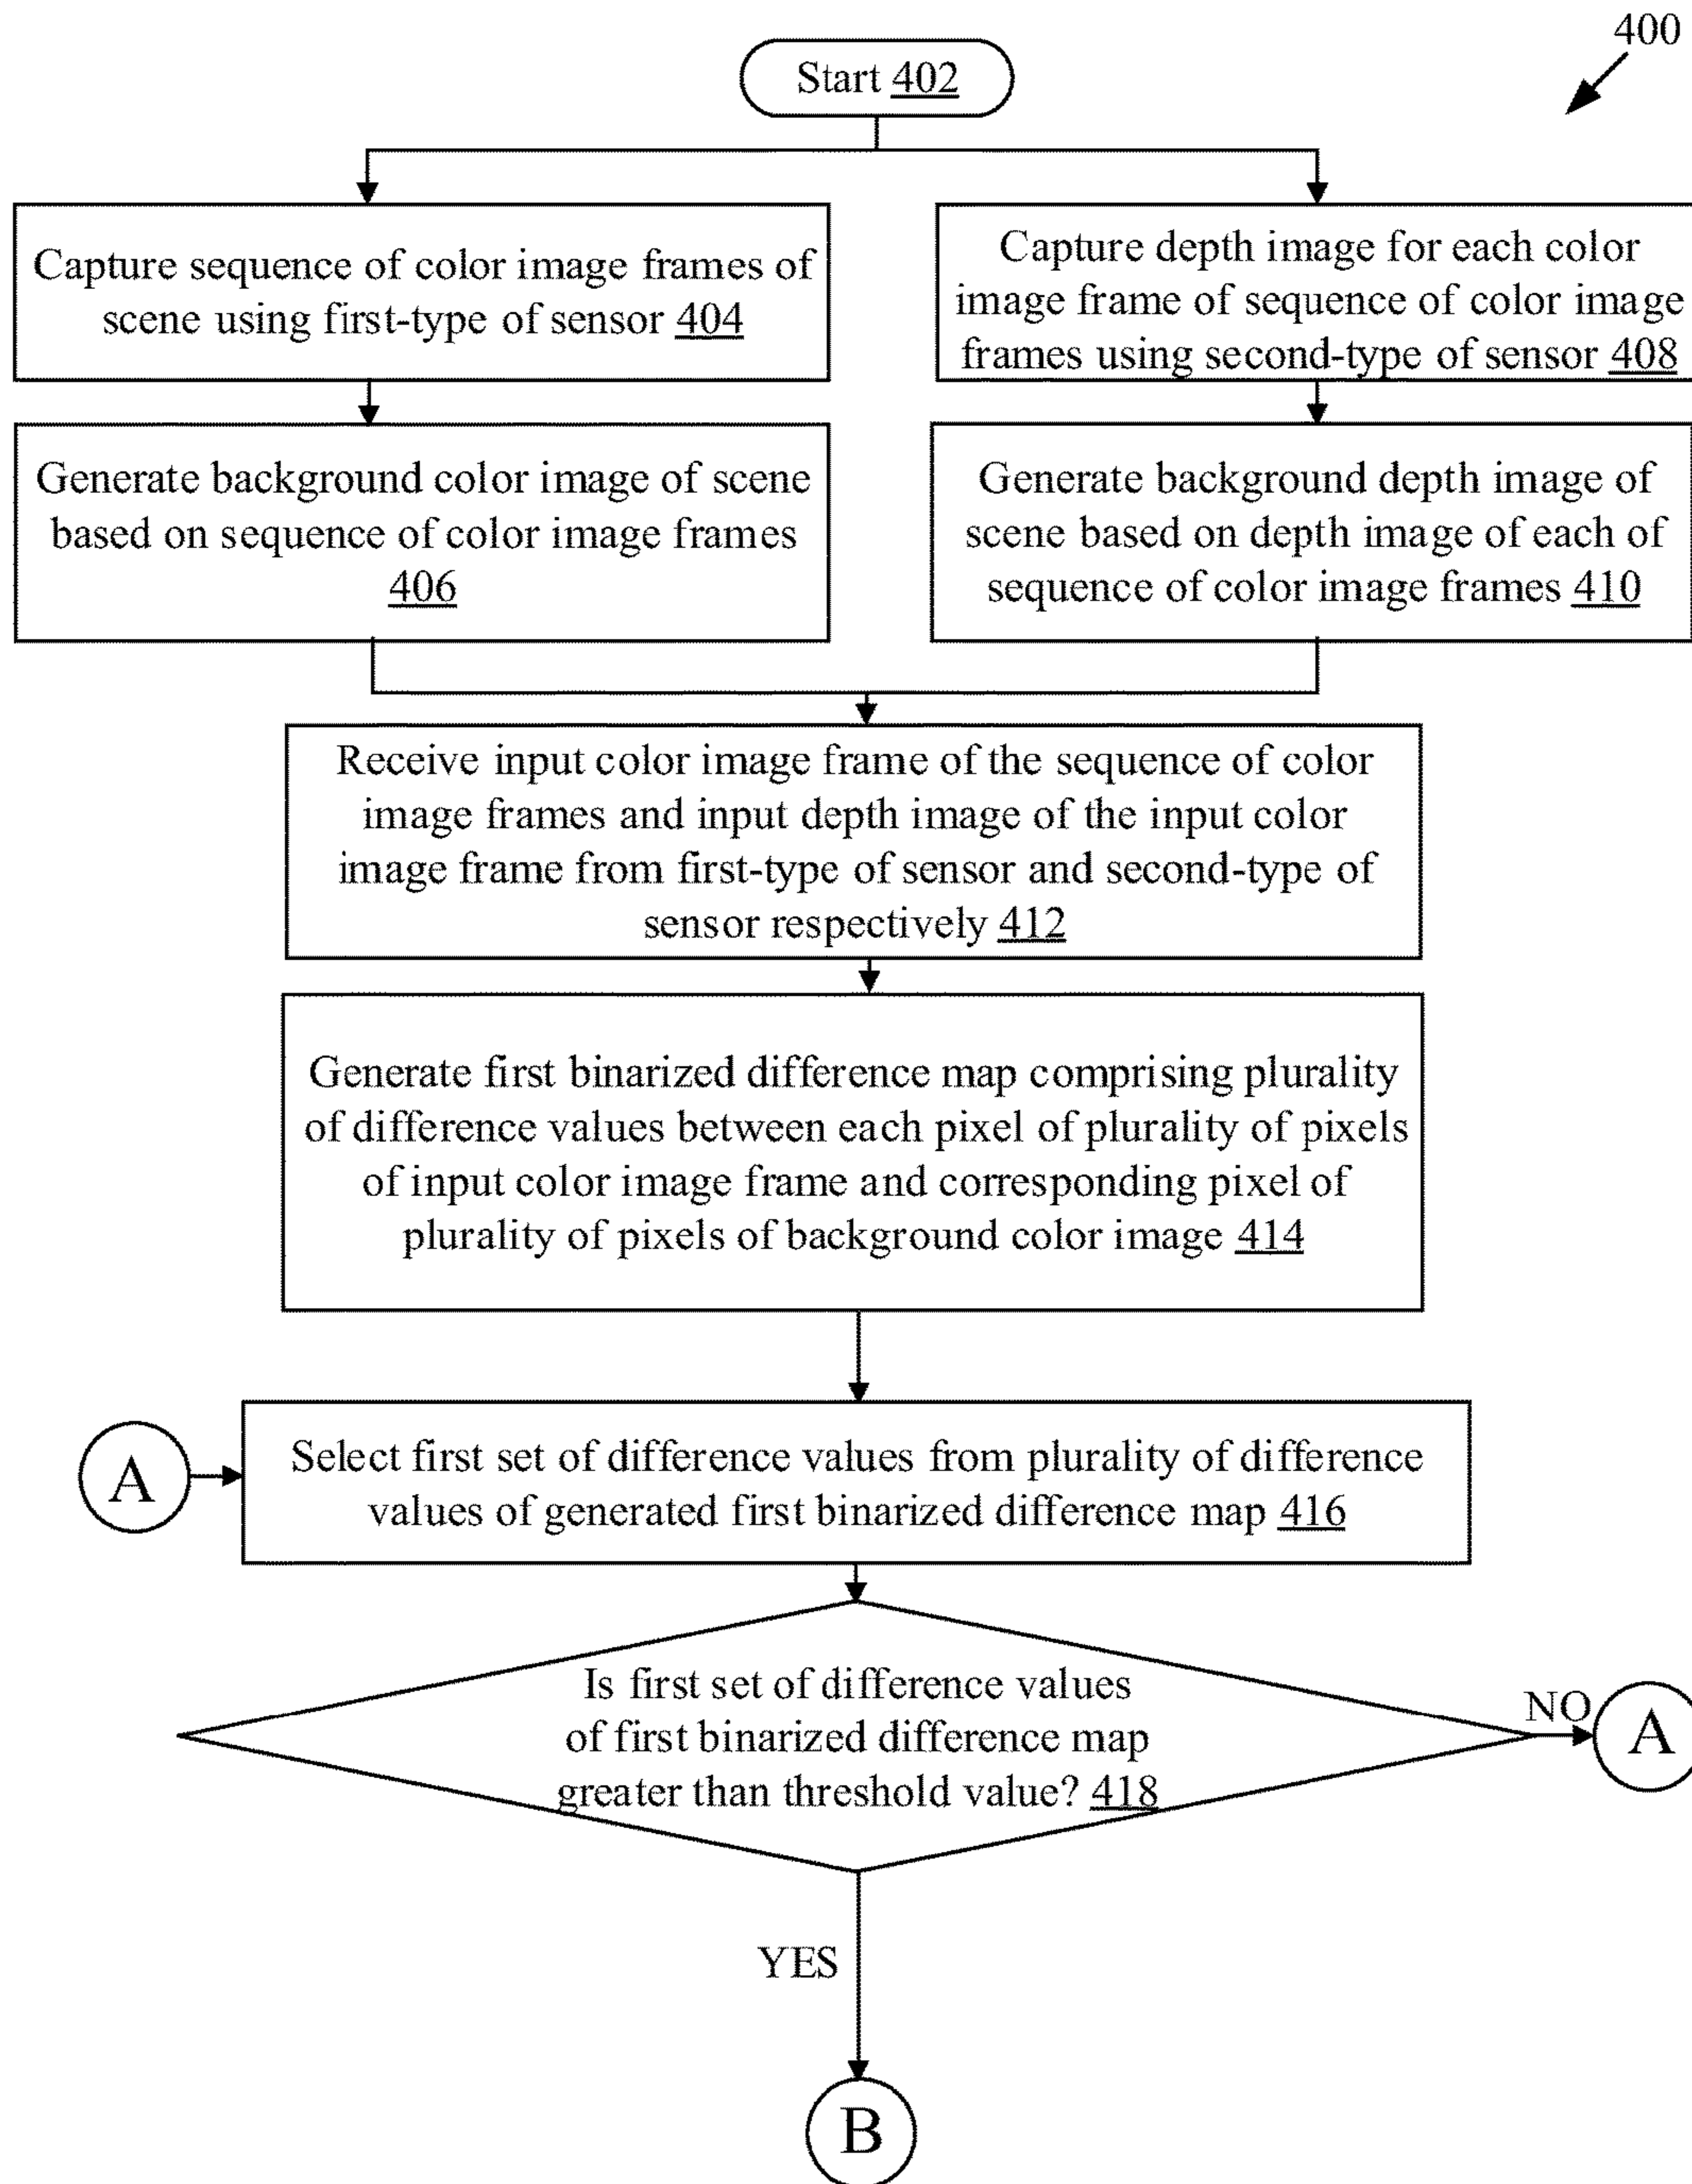 400
Start 402
Capture sequence of color image frames of
scene using first-type of sensor 404
Capture depth image for each color
image frame of sequence of color image
frames using second-type of sensor 408
Generate background color image of scene
based on sequence of color image frames
406
Generate background depth image of
scene based on depth image of each of
sequence of color image frames 410
Receive input color image frame of the sequence of color
image frames and input depth image of the input color
image frame from first-type of sensor and second-type of
sensor respectively 412
Generate first binarized difference map comprising plurality
of difference values between each pixel of plurality of pixels
of input color image frame and corresponding pixel of
plurality of pixels of background color image 414
A
Select first set of difference values from plurality of difference
values of generated first binarized difference map 416
Is first set of difference values
of first binarized difference map
greater than threshold value? 418
NO
A
YES
B